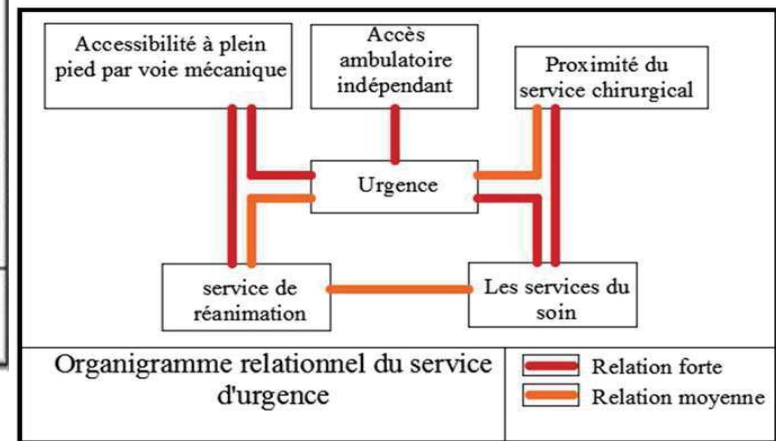 Accessibilité à plein
pied par voie mécanique
Accès
ambulatoire
indépendant
Proximité du
service chirurgical
Urgence
service de
réanimation
Les services du
soin
Organigramme relationnel du service
d'urgence
Relation forte
Relation moyenne